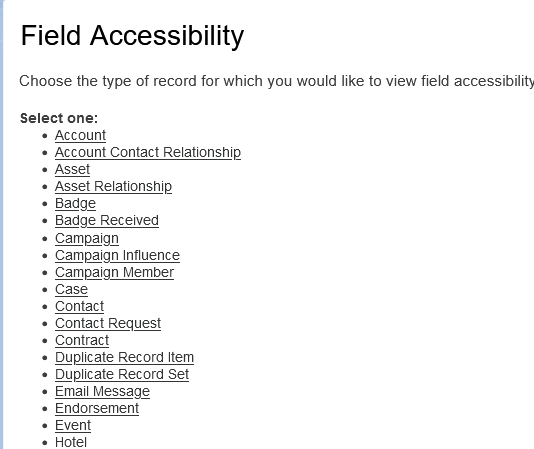 Field Accessibility
Choose the type of record for which you would like to view field accessibility
Select one:
• Account
• Account Contact Relationship
• Asset
• Asset Relationship
• Badge
• Badge Received
• Campaign
• Campaign Influence
• Campaign Member
• Case
• Contact
• Contact Request
• Contract
• Duplicate Record Item
• Duplicate Record Set
• Email Message
• Endorsement
• Event
• Hotel